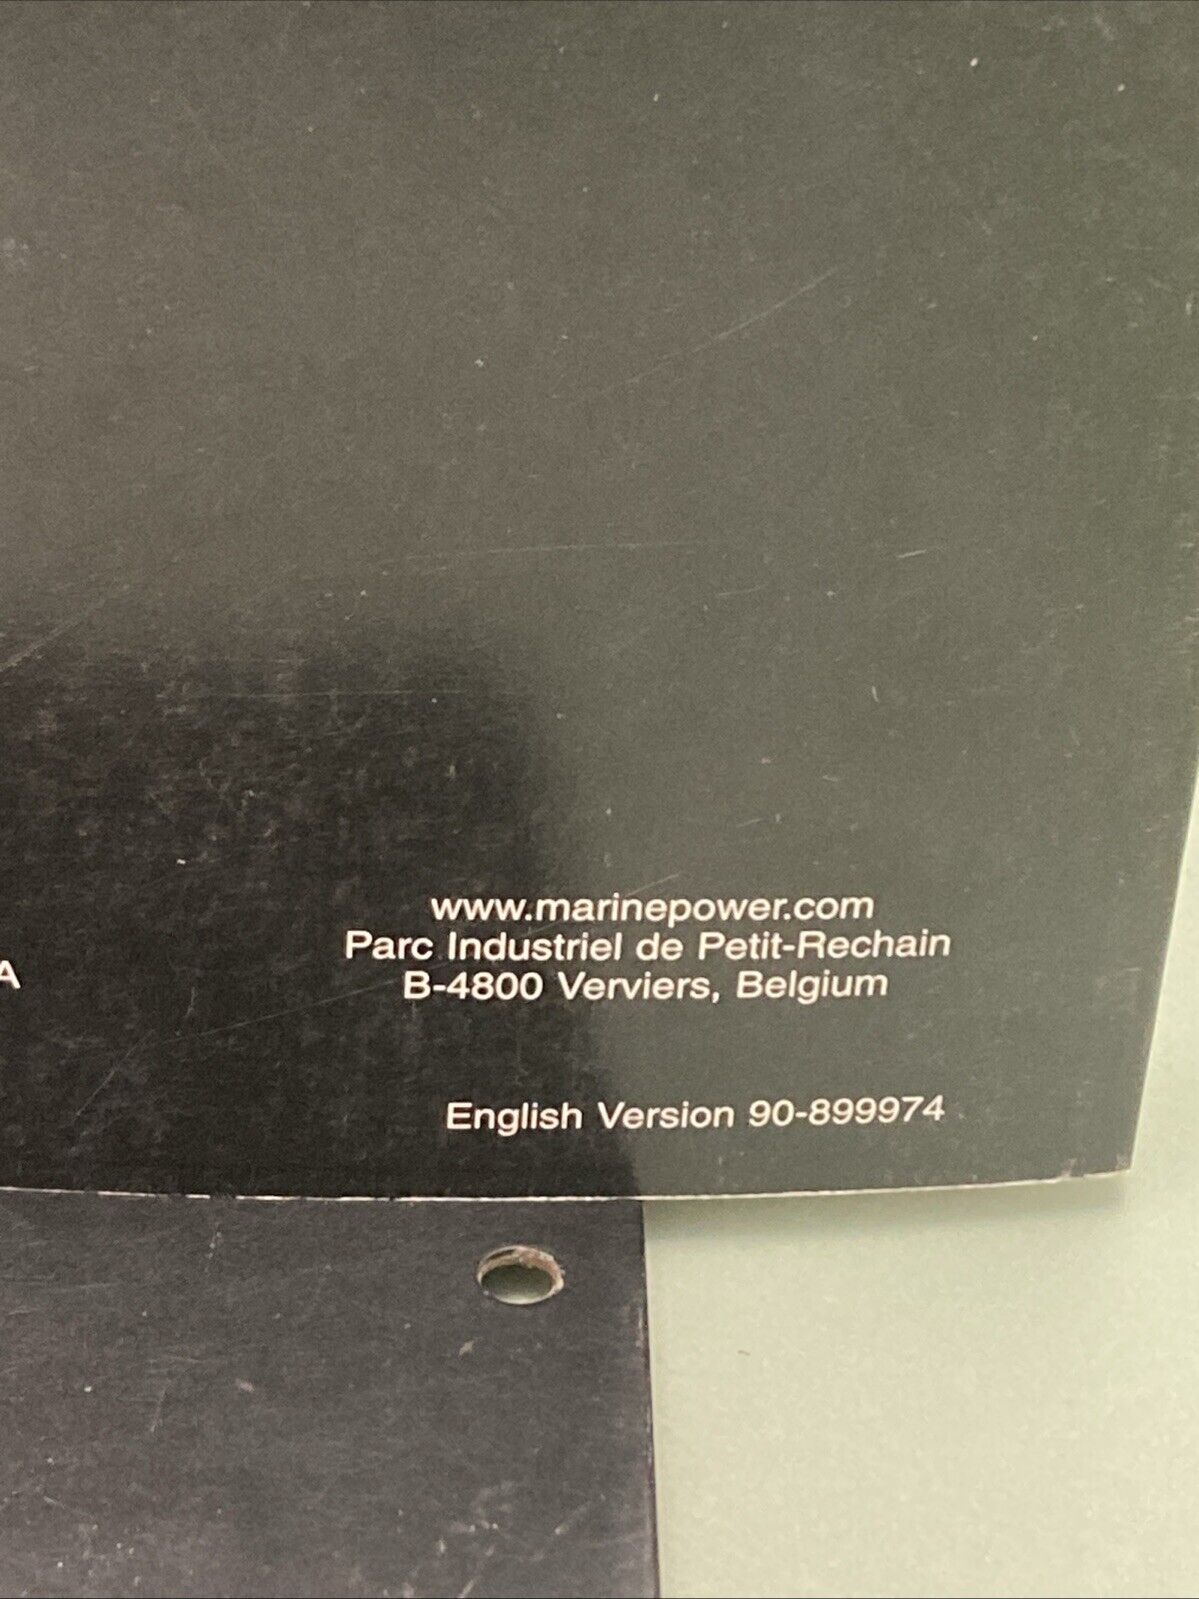 www.marinepower.com
Parc Industriel de Petit-Rechain
B-4800 Verviers, Belgium
A
English Version 90-899974